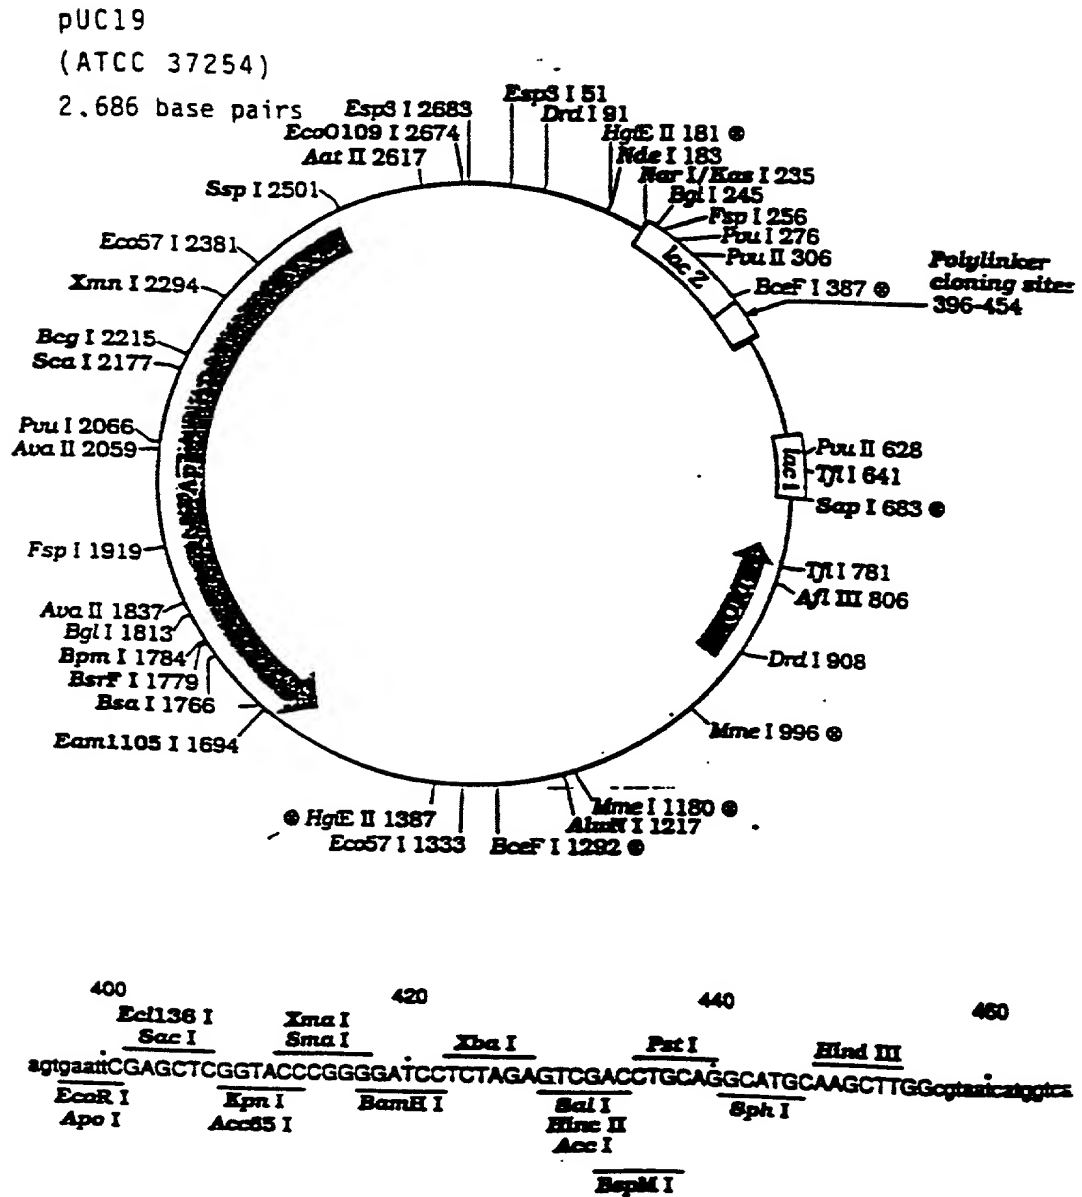 pUC19
(ATCC 37254)
2.686 base pairs
Esp3 I 2683
EcoO109 I 2674
Aat II 2617
Ssp I 2501
Eco57 I 2381
Xmn I 2294
Bcg I 2215
Sca I 2177
Pvu I 2066
Ava II 2059
Fsp I 1919
Ava II 1837
Bgl I 1813
Bpm I 1784
BsrF I 1779
Bsa I 1766
Eam1105 I 1694
Esp3 I 51
Drd I 91
HgiE II 181 ⊛
Nde I 183
Nar I/Kas I 235
Bgl I 245
Fsp I 256
Pvu I 276
Pvu II 306
BceF I 387 ⊛
Polylinker
cloning sites
396-454
lac Z
lac I
Pvu II 628
Tfi I 641
Sap I 683 ⊛
Tfi I 781
Afl III 806
ORI
Drd I 908
Mme I 996 ⊛
Mme I 1180 ⊛
AlwN I 1217
⊛ HgiE II 1387
Eco57 I 1333
BceF I 1292 ⊛
400 420 440 460
Ecl136 I Xma I
Sac I Sma I Xba I Pst I Hind III
agtgaattCGAGCTCGGTACCCGGGGATCCTCTAGAGTCGACCTGCAGGCATGCAAGCTTGGcgtaatcatggtca
EcoR I Kpn I BamH I Sal I Sph I
Apo I Acc65 I Hinc II
Acc I
BspM I